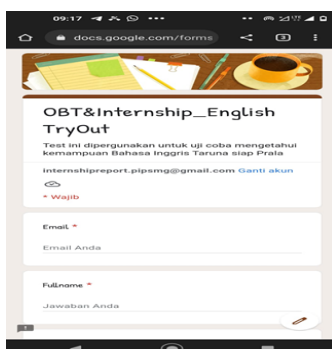 09:17
docs.google.com/forms
3
OBT&Internship_English
TryOut
Test ini dipergunakan untuk uji coba mengetahui
kemampuan Bahasa Inggris Taruna siap Prala
internshipreport.pipsmg@gmail.com Ganti akun
* Wajib
Email *
Email Anda
Fullname *
Jawaban Anda